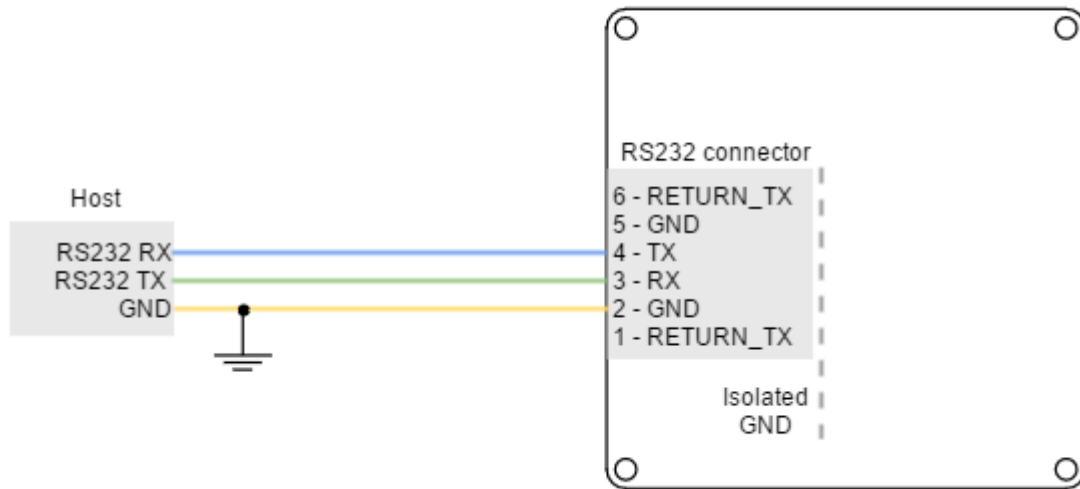 RS232 connector
Host
6 - RETURN_TX
5 - GND
RS232 RX
4 - TX
RS232 TX
3 - RX
GND
2 - GND
1 - RETURN_TX
Isolated
GND